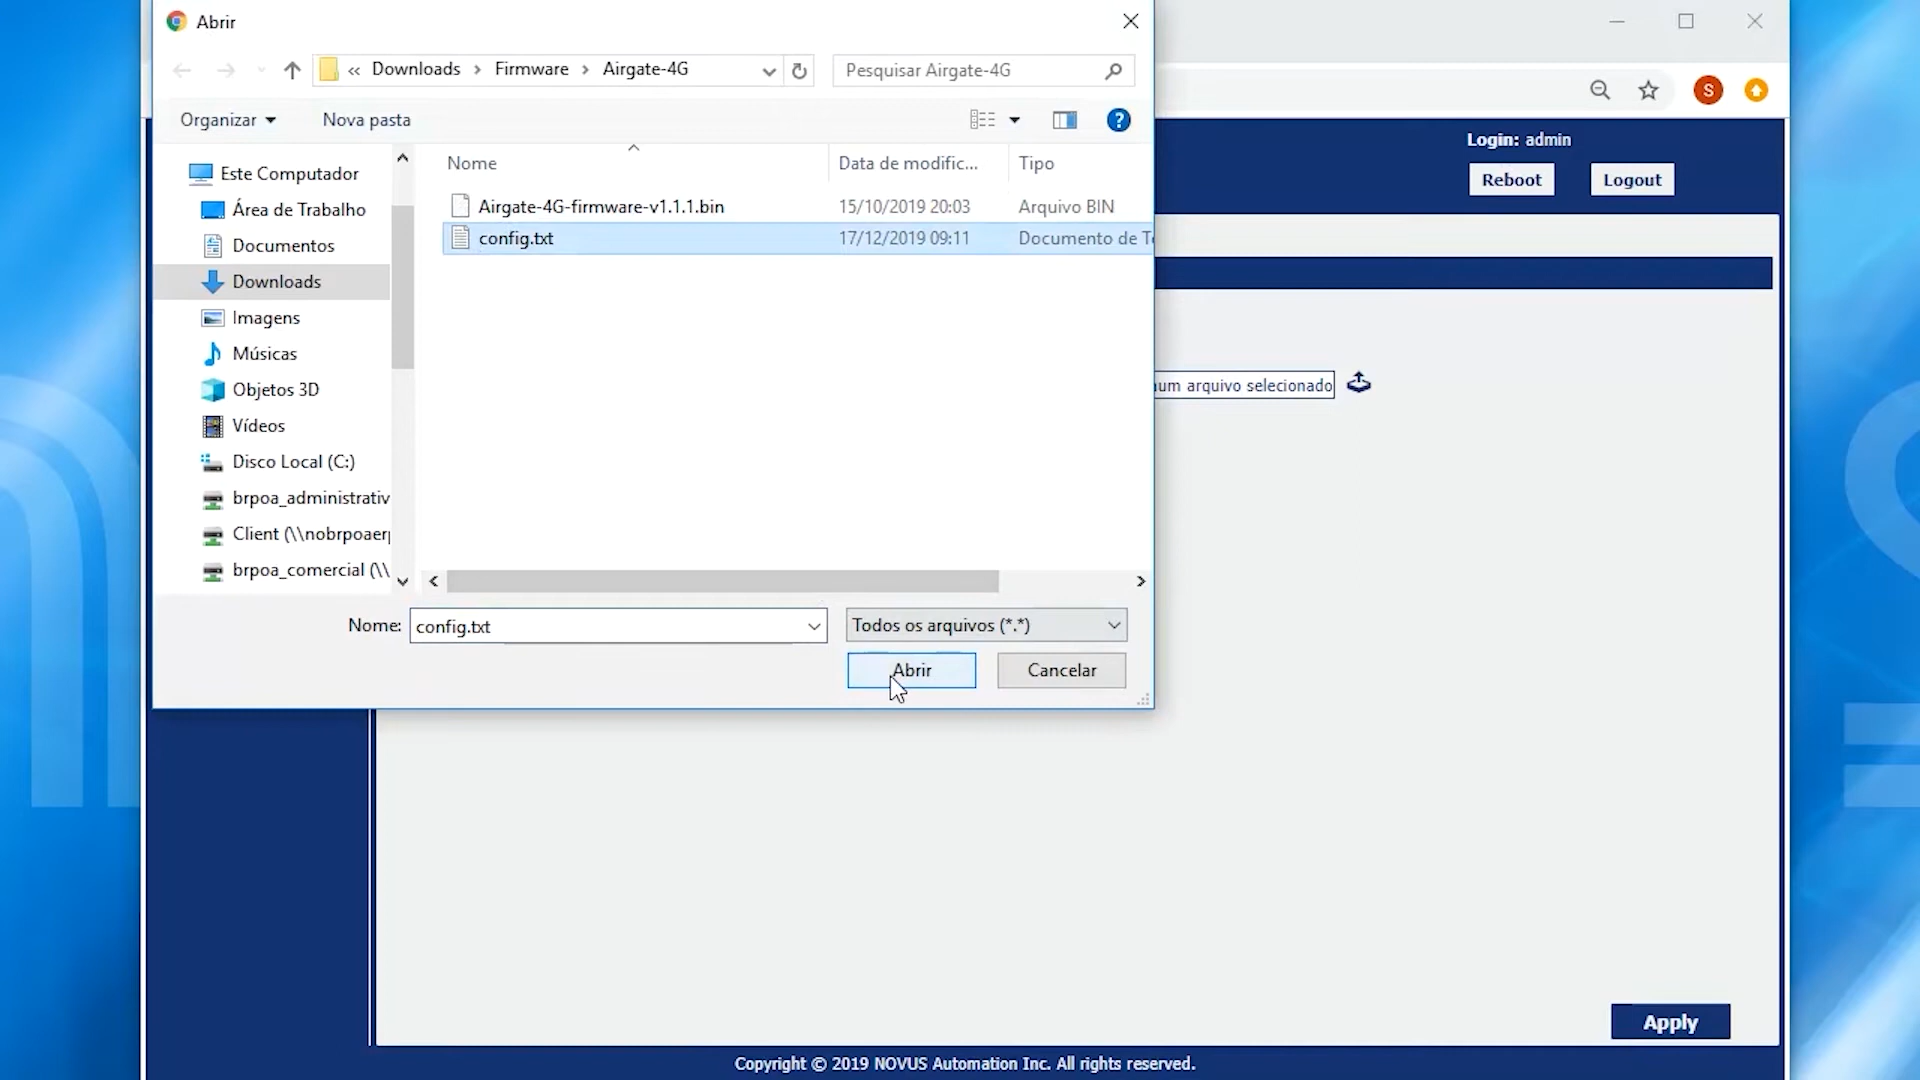 Abrir
« Downloads › Firmware › Airgate-4G
Pesquisar Airgate-4G
S
Organizar
Nova pasta
?
Login: admin
Reboot
Logout
Este Computador
Área de Trabalho
Documentos
Downloads
Imagens
Músicas
Objetos 3D
Vídeos
Disco Local (C:)
brpoa_administrativ
Client (\\nobrpoaerp
brpoa_comercial (\\
Nome
Data de modific...
Tipo
Airgate-4G-firmware-v1.1.1.bin
15/10/2019 20:03
Arquivo BIN
config.txt
17/12/2019 09:11
Documento de Te
um arquivo selecionado
Nome:
config.txt
Todos os arquivos (*.*)
Abrir
Cancelar
Apply
Copyright © 2019 NOVUS Automation Inc. All rights reserved.